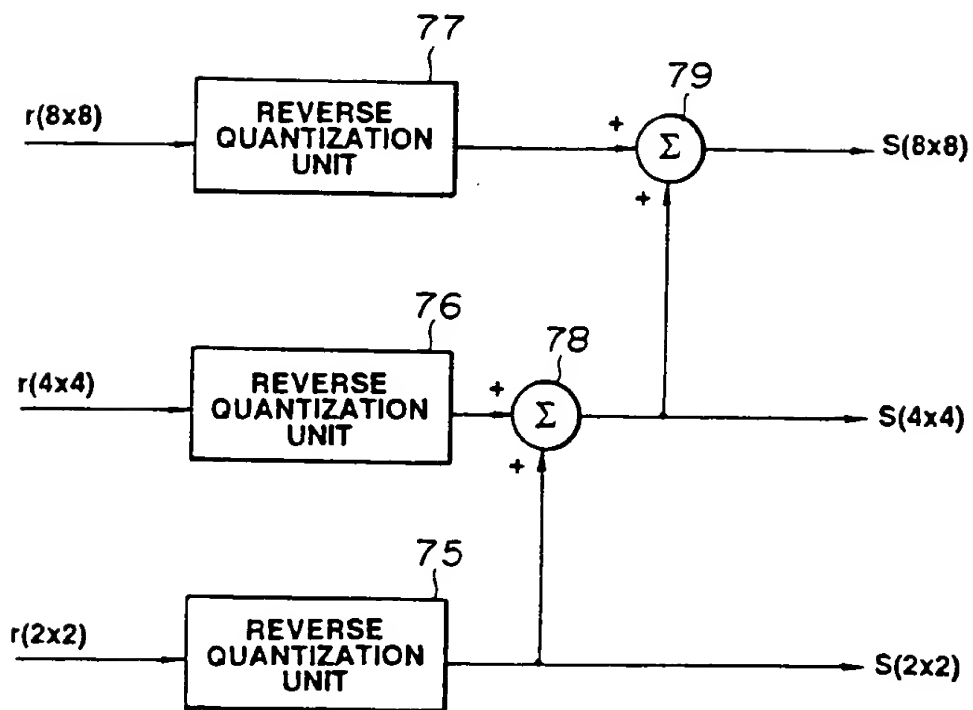 77
79
r(8x8)
REVERSE
QUANTIZATION
UNIT
+
Σ
+
S(8x8)
76
78
r(4x4)
REVERSE
QUANTIZATION
UNIT
+
Σ
+
S(4x4)
75
r(2x2)
REVERSE
QUANTIZATION
UNIT
S(2x2)